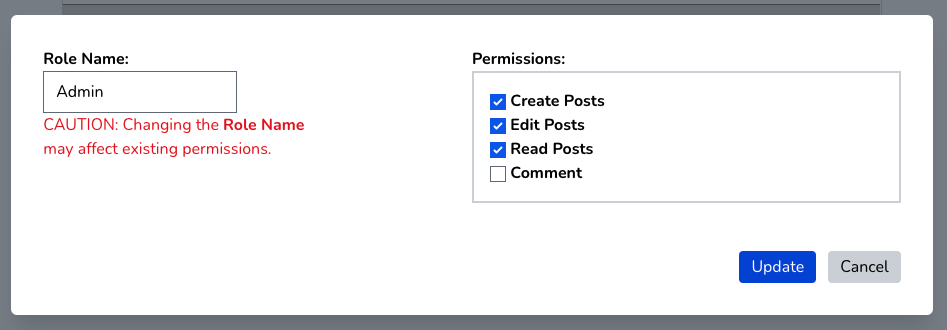 Role Name:
Admin
CAUTION: Changing the Role Name
may affect existing permissions.
Permissions:
Create Posts
Edit Posts
Read Posts
Comment
Update
Cancel